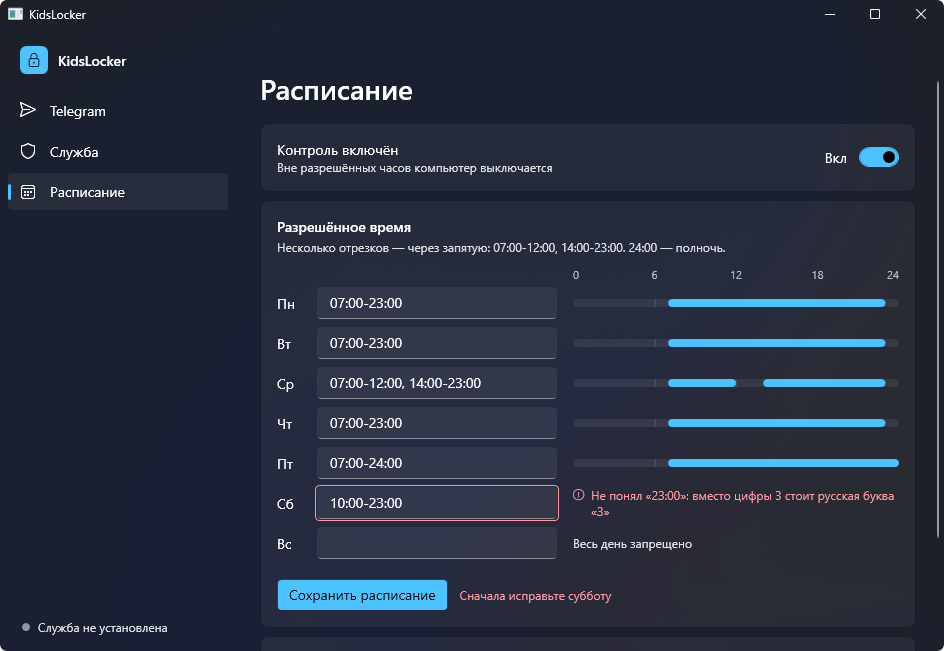 KidsLocker
KidsLocker
Telegram
Служба
Расписание
Служба не установлена
Расписание
Контроль включён
Вне разрешённых часов компьютер выключается
Вкл
Разрешённое время
Несколько отрезков — через запятую: 07:00-12:00, 14:00-23:00. 24:00 — полночь.
0 6 12 18 24
Пн 07:00-23:00
Вт 07:00-23:00
Ср 07:00-12:00, 14:00-23:00
Чт 07:00-23:00
Пт 07:00-24:00
Сб 10:00-23:00
Не понял «23:00»: вместо цифры 3 стоит русская буква
«З»
Вс
Весь день запрещено
Сохранить расписание
Сначала исправьте субботу